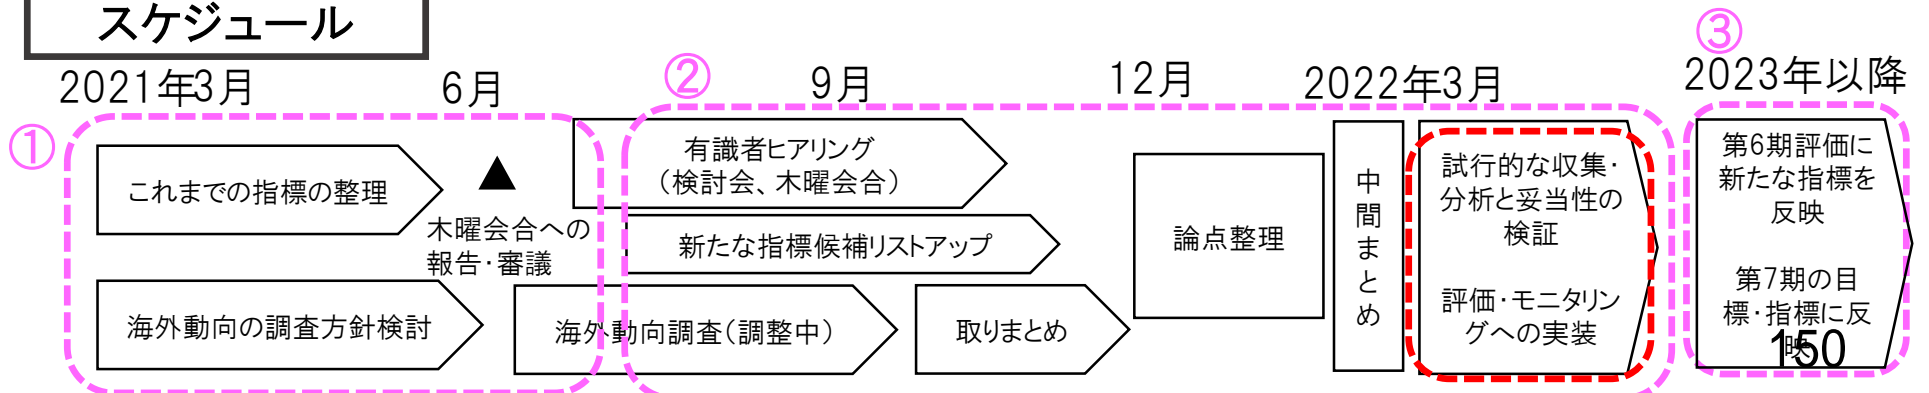 スケジュール
③
2021年3月
6月
②
9月
12月
2022年3月
2023年以降
①
これまでの指標の整理
木曜会合への
報告・審議
海外動向の調査方針検討
有識者ヒアリング
（検討会、木曜会合）
新たな指標候補リストアップ
海外動向調査（調整中）
取りまとめ
論点整理
中間まとめ
試行的な収集・
分析と妥当性の
検証
評価・モニタリン
グへの実装
第6期評価に
新たな指標を
反映
第7期の目
標・指標に反
映
150